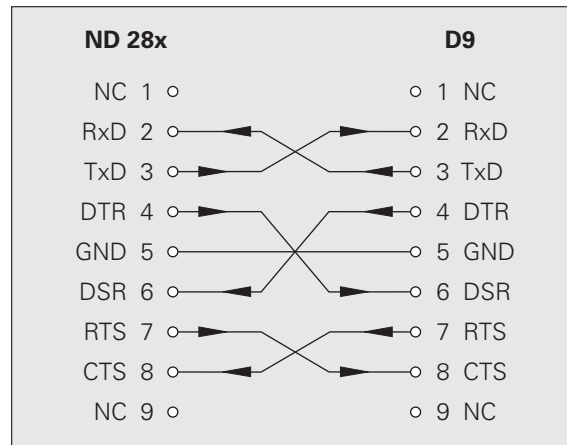 ND 28x D9
NC 1 1 NC
RxD 2 2 RxD
TxD 3 3 TxD
DTR 4 4 DTR
GND 5 5 GND
DSR 6 6 DSR
RTS 7 7 RTS
CTS 8 8 CTS
NC 9 9 NC